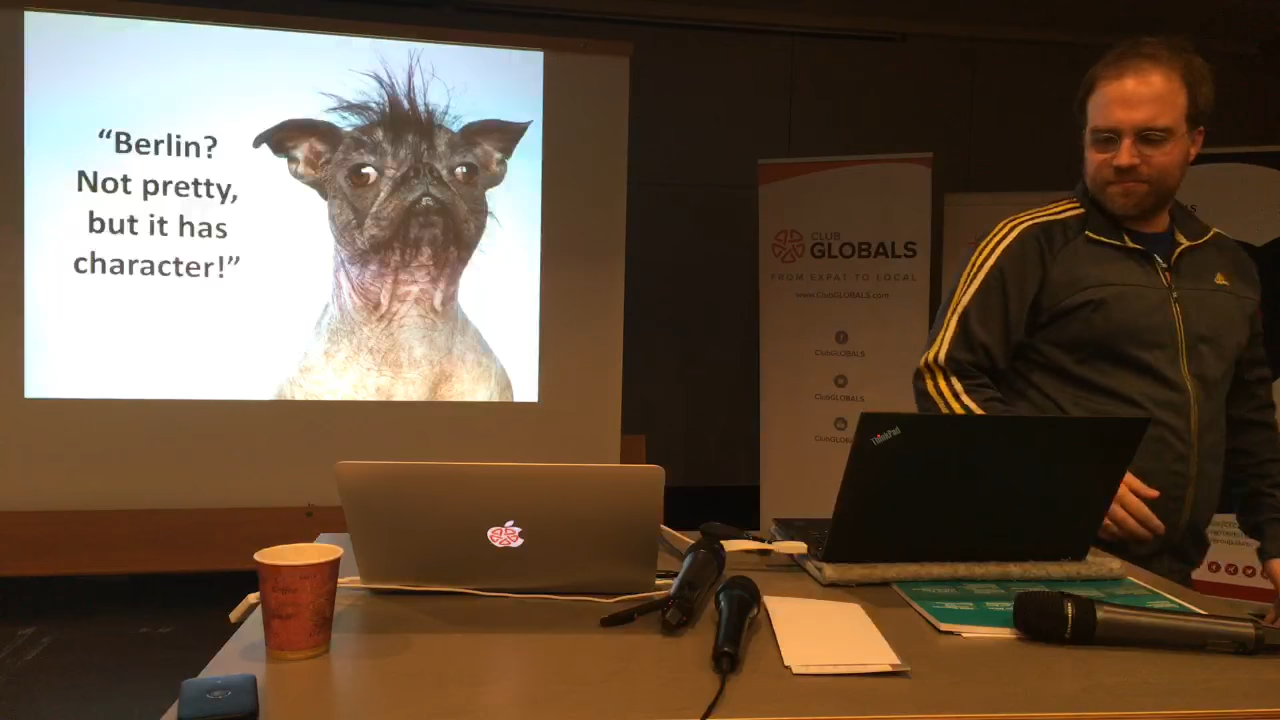 “Berlin?
Not pretty,
but it has
character!”
CLUB
GLOBALS
FROM EXPAT TO LOCAL
www.ClubGLOBALS.com
ClubGLOBALS
ClubGLOBALS
ThinkPad